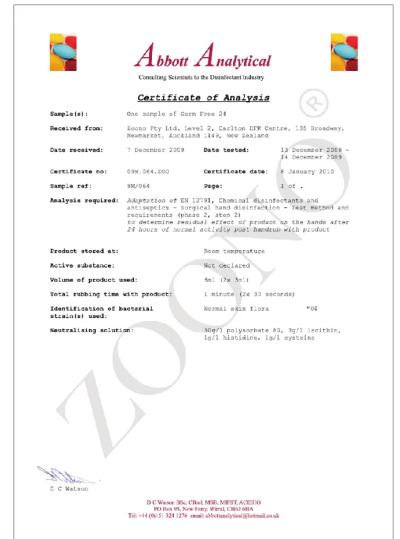 Abbott Analytical
Consulting Scientists to the Disinfectant Industry
Certificate of Analysis
Sample(s): One sample of Germ Free 24
Received from: Zoono Pty Ltd. Level 2, Carlton DFK Centre, 135 Broadway,
Newmarket, Auckland 1149, New Zealand
Date received: 7 December 2009 Date tested: 13 December 2009 -
14 December 2009
Certificate no: 09W.064.ZOO Certificate date: 8 January 2010
Sample ref: 9W/064 Page: 1 of
Analysis required: Adaptation of EN 12791, Chemical disinfectants and
antiseptics - Surgical hand disinfection - Test method and
requirements (phase 2, step 2)
to determine residual effect of product on the hands after
24 hours of normal activity post handrub with product
Product stored at: Room temperature
Active substance: Not declared
Volume of product used: 6ml (2x 3ml)
Total rubbing time with product: 1 minute (2x 30 seconds)
Identification of bacterial Normal skin flora
strain(s) used:
Neutralising solution: 30g/l polysorbate 80, 3g/l lecithin,
1g/l histidine, 1g/l cysteine
ZOONO®
D C Watson
D C Watson BSc, CBiol, MSB, MIFST,
PO Box 95, New Ferry, Wirral, CH62 6HA
Tel: +44 (0)151 324 1276 email: abbottanalytical@hotmail.co.uk